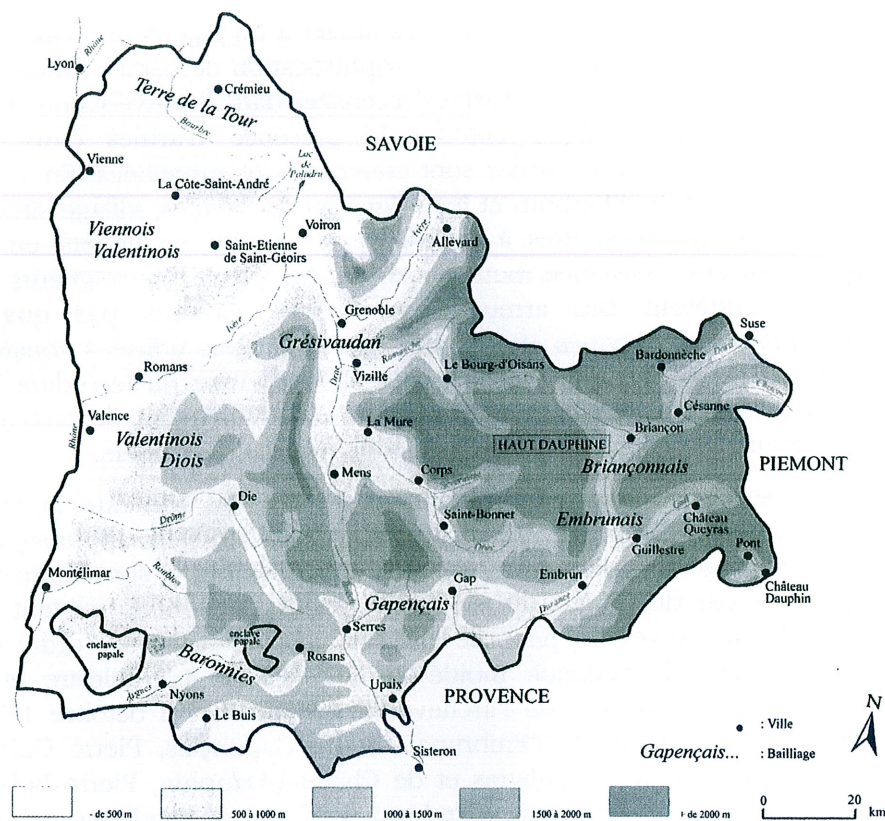 Lyon
Rhône
Crémieu
Terre de la Tour
Bourbre
SAVOIE
Lac
de
Paladru
Vienne
La Côte-Saint-André
Viennois
Valentinois
Voiron
Saint-Etienne
de Saint-Geoirs
Isère
Allevard
Grenoble
Isère
Grésivaudan
Romanche
Vizille
Drac
Le Bourg-d'Oisans
Suse
Bardonnèche
Romans
Césanne
Valence
Rhône
La Mure
Valentinois
Diois
HAUT DAUPHINE
Briançon
Briançonnais
PIEMONT
Mens
Corps
Die
Drôme
Saint-Bonnet
Drac
Embrunais
Guil
Château
Queyras
Guillestre
Pont
Château
Dauphin
Montélimar
Roubion
Gap
Embrun
Durance
Gapençais
enclave
papale
enclave
papale
Serres
Baronnies
Rosans
Aigues
Nyons
Upaix
PROVENCE
Le Buis
Sisteron
: Ville
Gapençais... : Bailliage
N
- de 500 m
500 à 1000 m
1000 à 1500 m
1500 à 2000 m
+ de 2000 m
0 20
km